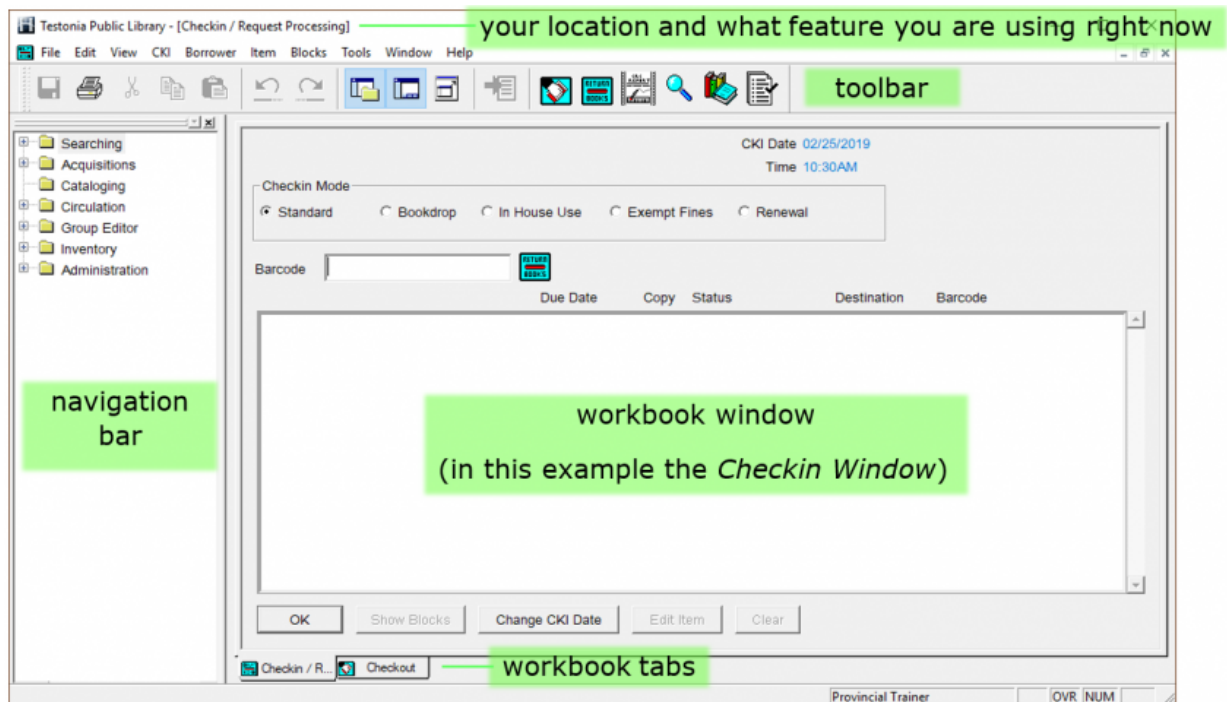 Testonia Public Library - [Checkin / Request Processing]
your location and what feature you are using right now
File Edit View CKI Borrower Item Blocks Tools Window Help
RETURN BOOKS
toolbar
Searching
Acquisitions
Cataloging
Circulation
Group Editor
Inventory
Administration
navigation
bar
CKI Date 02/25/2019
Time 10:30AM
Checkin Mode
Standard Bookdrop In House Use Exempt Fines Renewal
Barcode
RETURN BOOKS
Due Date Copy Status Destination Barcode
workbook window
(in this example the Checkin Window)
OK Show Blocks Change CKI Date Edit Item Clear
Checkin / R... Checkout
workbook tabs
Provincial Trainer OVR NUM